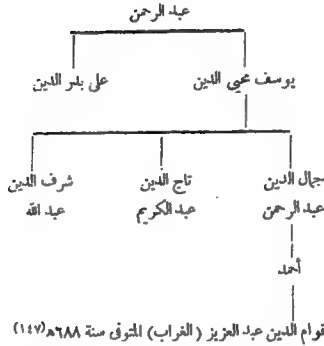 عبد الرحمن
يوسف محيي الدين علي بدر الدين
جمال الدين تاج الدين شرف الدين
عبد الرحمن عبد الكريم عبد الله
أحمد
قوام الدين عبد العزيز (الغراب) المتوفى سنة ٦٨٨ھ(١٤٧)